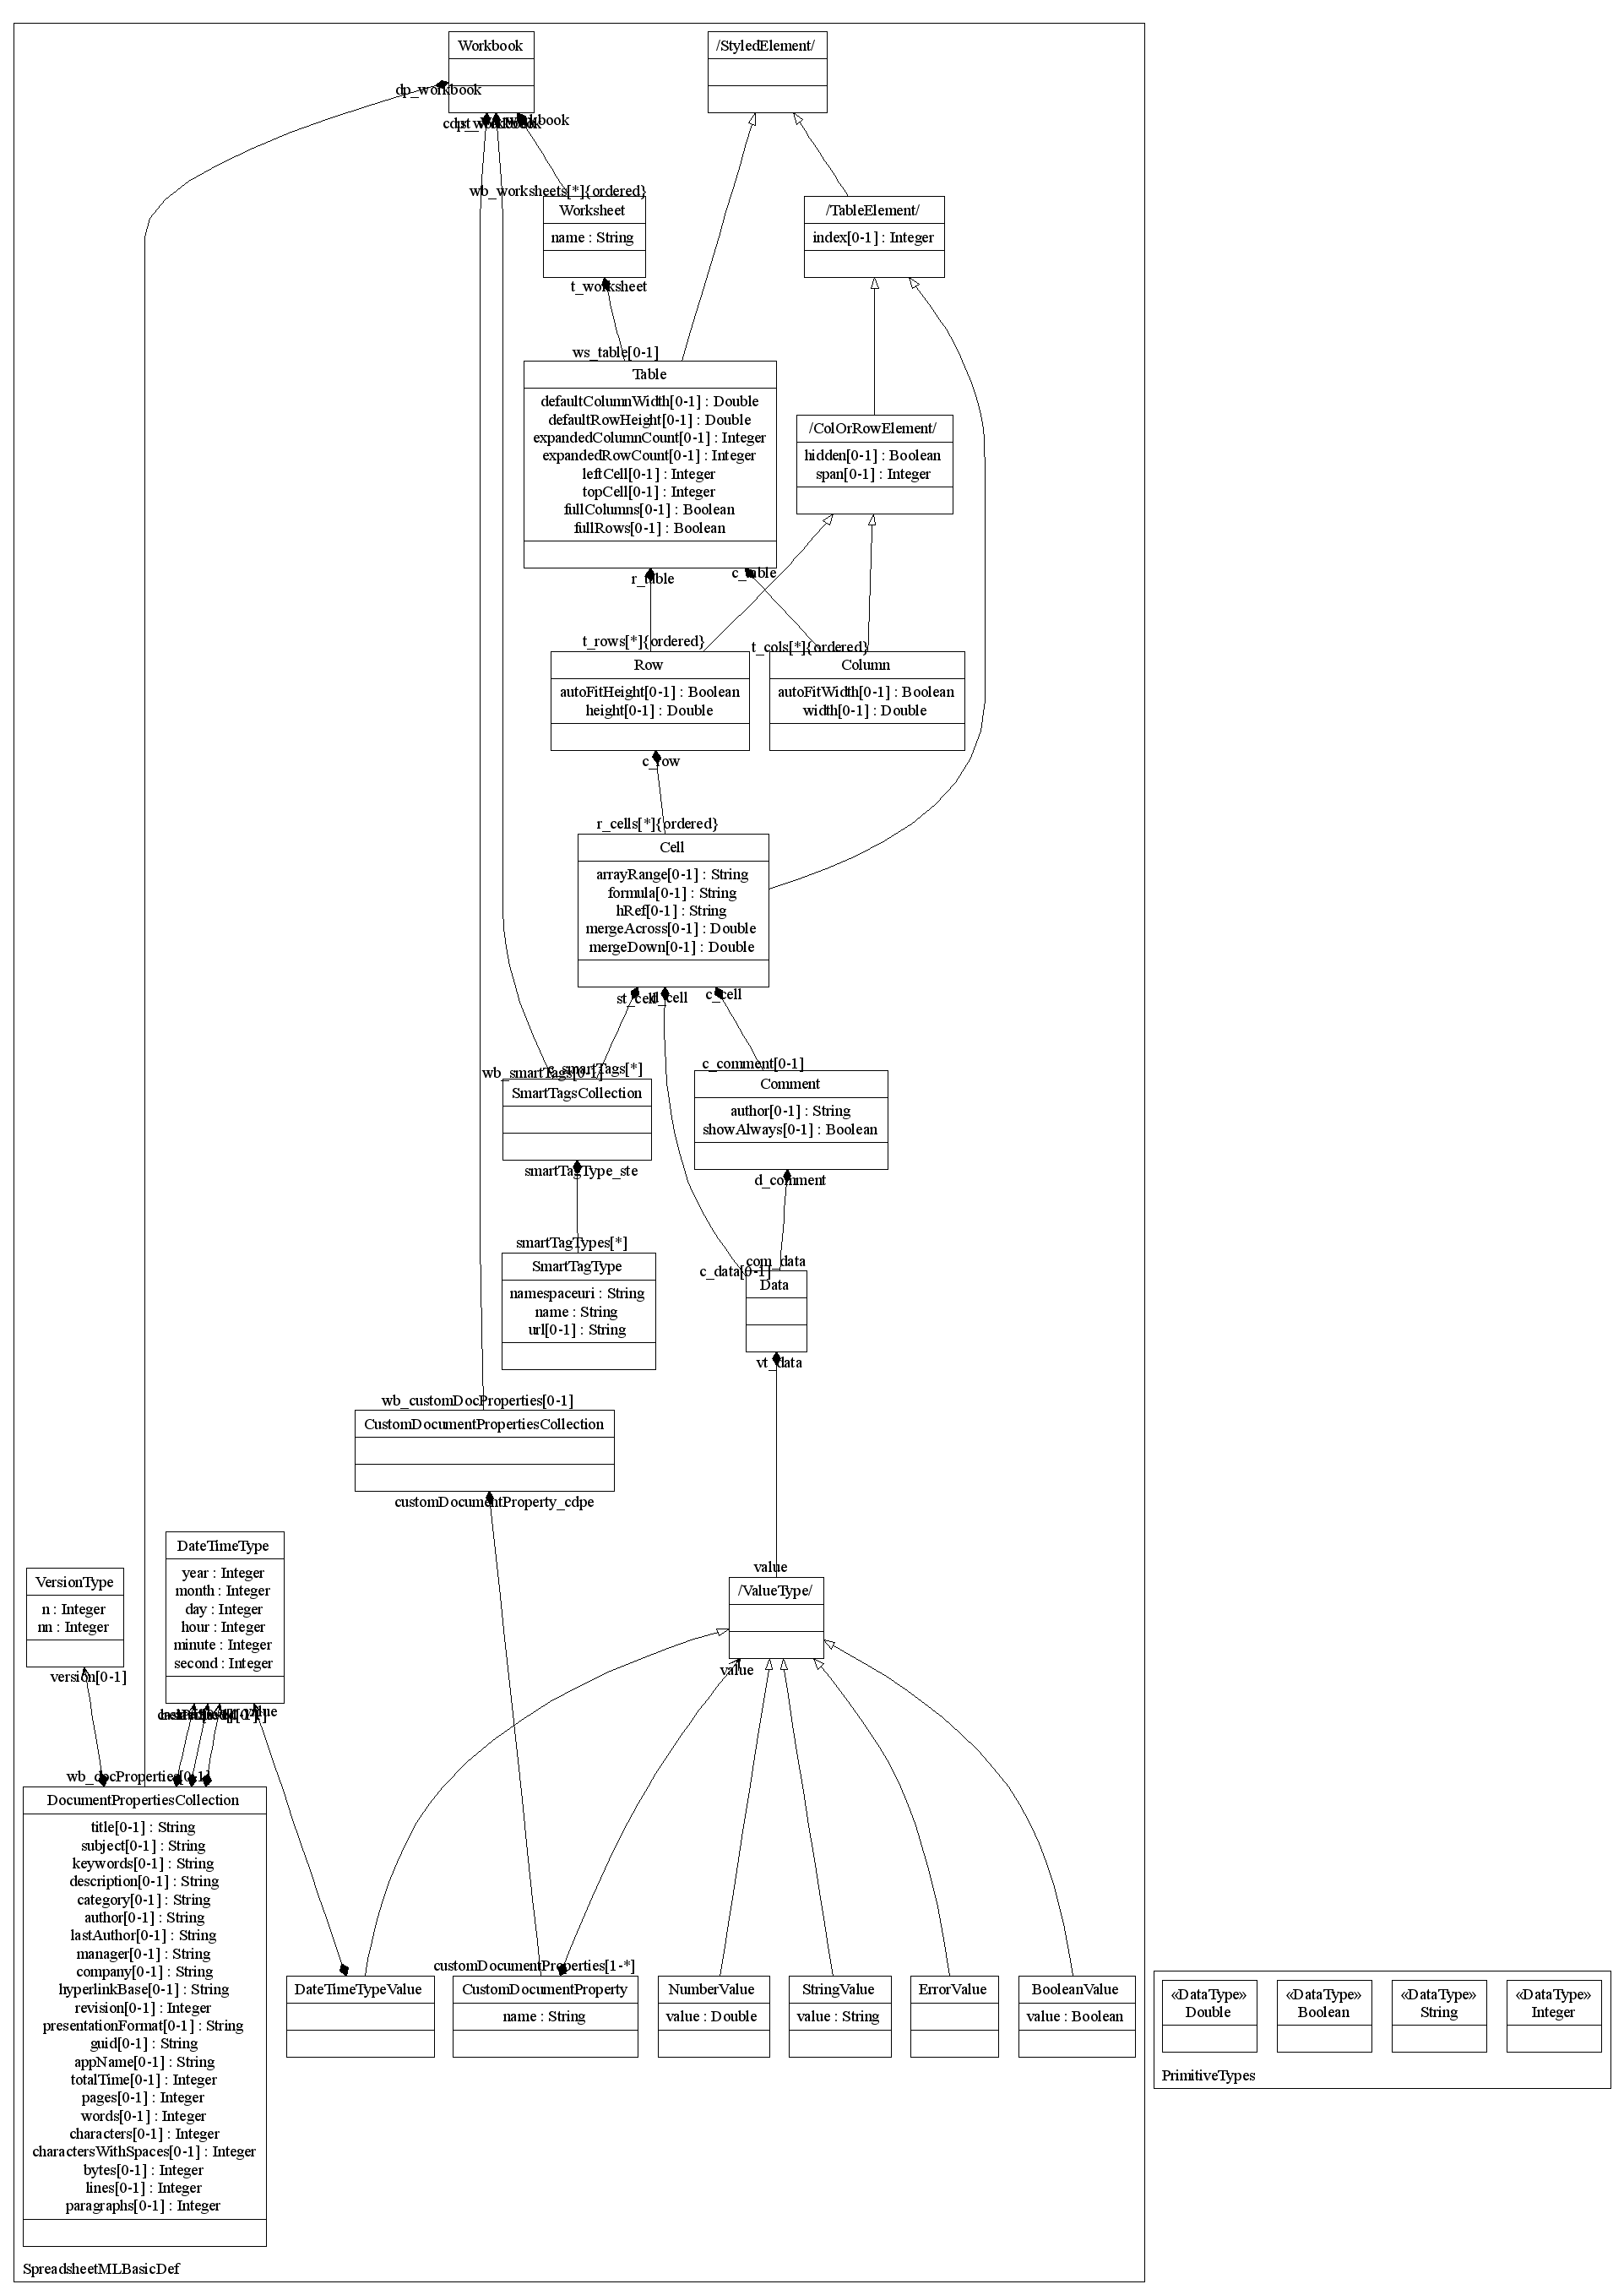 Workbook
/StyledElement/
dp_workbook
wb_worksheets[*]{ordered}
Worksheet
name : String
/TableElement/
index[0-1] : Integer
t_worksheet
ws_table[0-1]
Table
defaultColumnWidth[0-1] : Double
defaultRowHeight[0-1] : Double
expandedColumnCount[0-1] : Integer
expandedRowCount[0-1] : Integer
leftCell[0-1] : Integer
topCell[0-1] : Integer
fullColumns[0-1] : Boolean
fullRows[0-1] : Boolean
/ColOrRowElement/
hidden[0-1] : Boolean
span[0-1] : Integer
r_table
c_table
t_rows[*]{ordered}
t_cols[*]{ordered}
Row
autoFitHeight[0-1] : Boolean
height[0-1] : Double
Column
autoFitWidth[0-1] : Boolean
width[0-1] : Double
c_row
r_cells[*]{ordered}
Cell
arrayRange[0-1] : String
formula[0-1] : String
hRef[0-1] : String
mergeAcross[0-1] : Double
mergeDown[0-1] : Double
st_cell
d_cell
c_cell
wb_smartTags[0-1]
c_smartTags[*]
SmartTagsCollection
c_comment[0-1]
Comment
author[0-1] : String
showAlways[0-1] : Boolean
smartTagType_ste
d_comment
smartTagTypes[*]
SmartTagType
namespaceuri : String
name : String
url[0-1] : String
com_data
c_data[0-1]
Data
vt_data
wb_customDocProperties[0-1]
CustomDocumentPropertiesCollection
customDocumentProperty_cdpe
DateTimeType
year : Integer
month : Integer
day : Integer
hour : Integer
minute : Integer
second : Integer
VersionType
n : Integer
nn : Integer
version[0-1]
value
/ValueType/
value
wb_docProperties[0-1]
DocumentPropertiesCollection
title[0-1] : String
subject[0-1] : String
keywords[0-1] : String
description[0-1] : String
category[0-1] : String
author[0-1] : String
lastAuthor[0-1] : String
manager[0-1] : String
company[0-1] : String
hyperlinkBase[0-1] : String
revision[0-1] : Integer
presentationFormat[0-1] : String
guid[0-1] : String
appName[0-1] : String
totalTime[0-1] : Integer
pages[0-1] : Integer
words[0-1] : Integer
characters[0-1] : Integer
charactersWithSpaces[0-1] : Integer
bytes[0-1] : Integer
lines[0-1] : Integer
paragraphs[0-1] : Integer
customDocumentProperties[1-*]
DateTimeTypeValue
CustomDocumentProperty
name : String
NumberValue
value : Double
StringValue
value : String
ErrorValue
BooleanValue
value : Boolean
SpreadsheetMLBasicDef
«DataType»
Double
«DataType»
Boolean
«DataType»
String
«DataType»
Integer
PrimitiveTypes